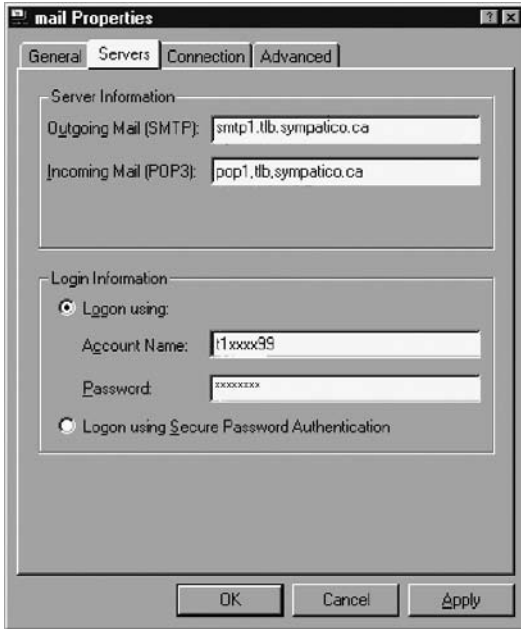 mail Properties
General Servers Connection Advanced
Server Information
Outgoing Mail (SMTP): smtp1.tlb.sympatico.ca
Incoming Mail (POP3): pop1,tlb,sympatico.ca
Login Information
Logon using:
Account Name: t1xxxx99
Password: xxxxxxxx
Logon using Secure Password Authentication
OK Cancel Apply